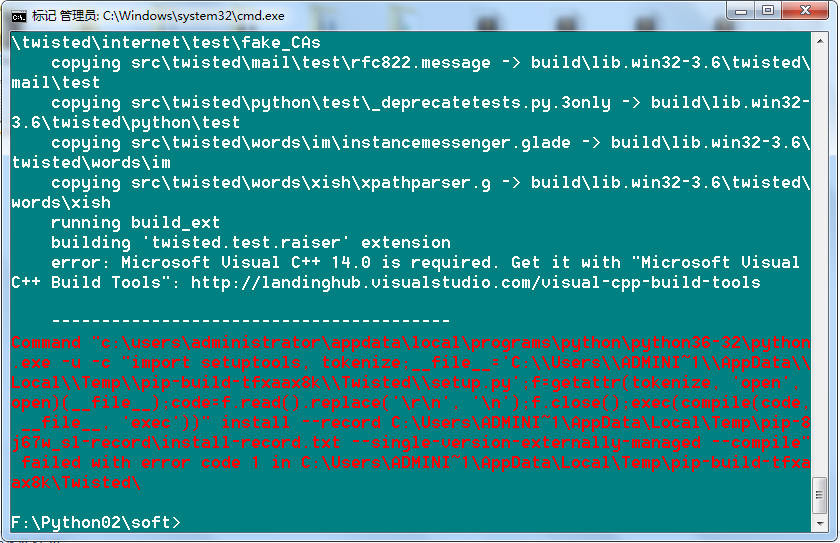 标记 管理员: C:\Windows\system32\cmd.exe
\twisted\internet\test\fake_CAs
copying src\twisted\mail\test\rfc822.message -> build\lib.win32-3.6\twisted\
mail\test
copying src\twisted\python\test\_deprecatetests.py.3only -> build\lib.win32-
3.6\twisted\python\test
copying src\twisted\words\im\instancemessenger.glade -> build\lib.win32-3.6\
twisted\words\im
copying src\twisted\words\xish\xpathparser.g -> build\lib.win32-3.6\twisted\
words\xish
running build_ext
building 'twisted.test.raiser' extension
error: Microsoft Visual C++ 14.0 is required. Get it with "Microsoft Visual
C++ Build Tools": http://landinghub.visualstudio.com/visual-cpp-build-tools
----------------------------------------
Command "c:\users\administrator\appdata\local\programs\python\python36-32\python
.exe -u -c "import setuptools, tokenize;__file__='C:\\Users\\ADMINI~1\\AppData\\
Local\\Temp\\pip-build-tfxaax8k\\Twisted\\setup.py';f=getattr(tokenize, 'open',
open)(__file__);code=f.read().replace('\r\n', '\n');f.close();exec(compile(code,
__file__, 'exec'))" install --record C:\Users\ADMINI~1\AppData\Local\Temp\pip-8
j67w_sl-record\install-record.txt --single-version-externally-managed --compile"
failed with error code 1 in C:\Users\ADMINI~1\AppData\Local\Temp\pip-build-tfxa
ax8k\Twisted\
F:\Python02\soft>